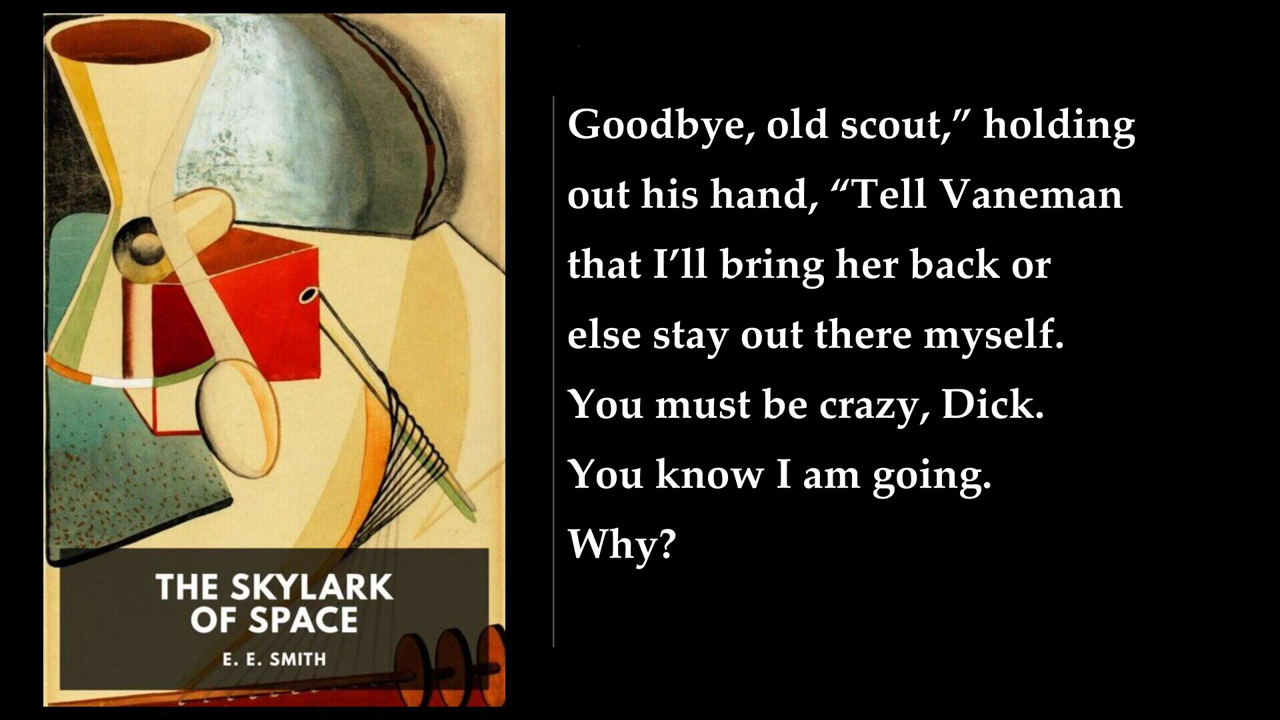 THE SKYLARK
OF SPACE
E. E. SMITH
Goodbye, old scout,” holding
out his hand, “Tell Vaneman
that I’ll bring her back or
else stay out there myself.
You must be crazy, Dick.
You know I am going.
Why?